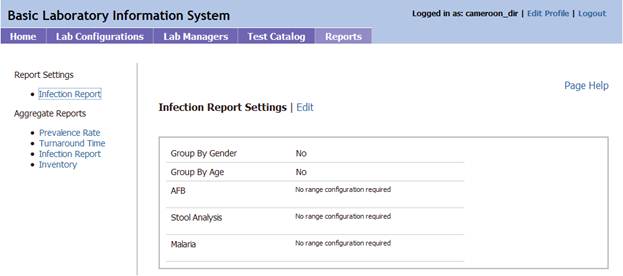 Basic Laboratory Information System
Logged in as: cameroon_dir | Edit Profile | Logout
Home Lab Configurations Lab Managers Test Catalog Reports
Report Settings
Infection Report
Aggregate Reports
Prevalence Rate
Turnaround Time
Infection Report
Inventory
Page Help
Infection Report Settings | Edit
Group By Gender No
Group By Age No
AFB No range configuration required
Stool Analysis No range configuration required
Malaria No range configuration required